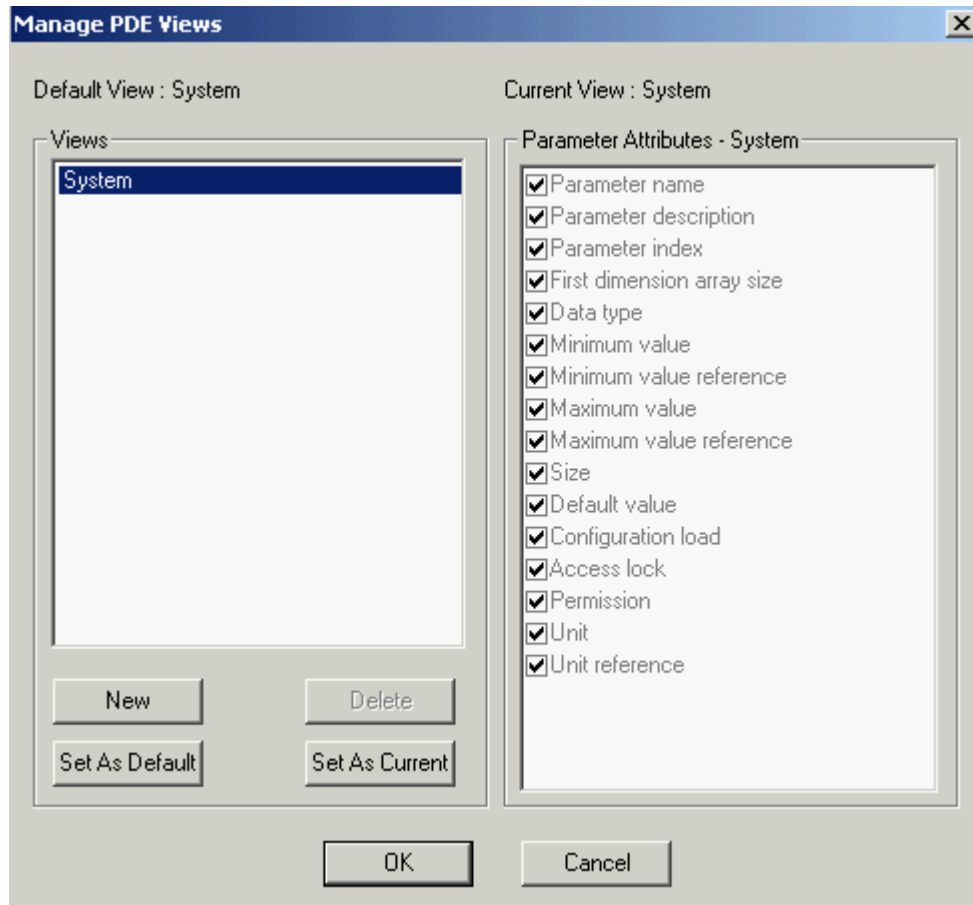 Manage PDE Views
Default View : System
Current View : System
Views
System
New
Delete
Set As Default
Set As Current
Parameter Attributes - System
Parameter name
Parameter description
Parameter index
First dimension array size
Data type
Minimum value
Minimum value reference
Maximum value
Maximum value reference
Size
Default value
Configuration load
Access lock
Permission
Unit
Unit reference
OK
Cancel